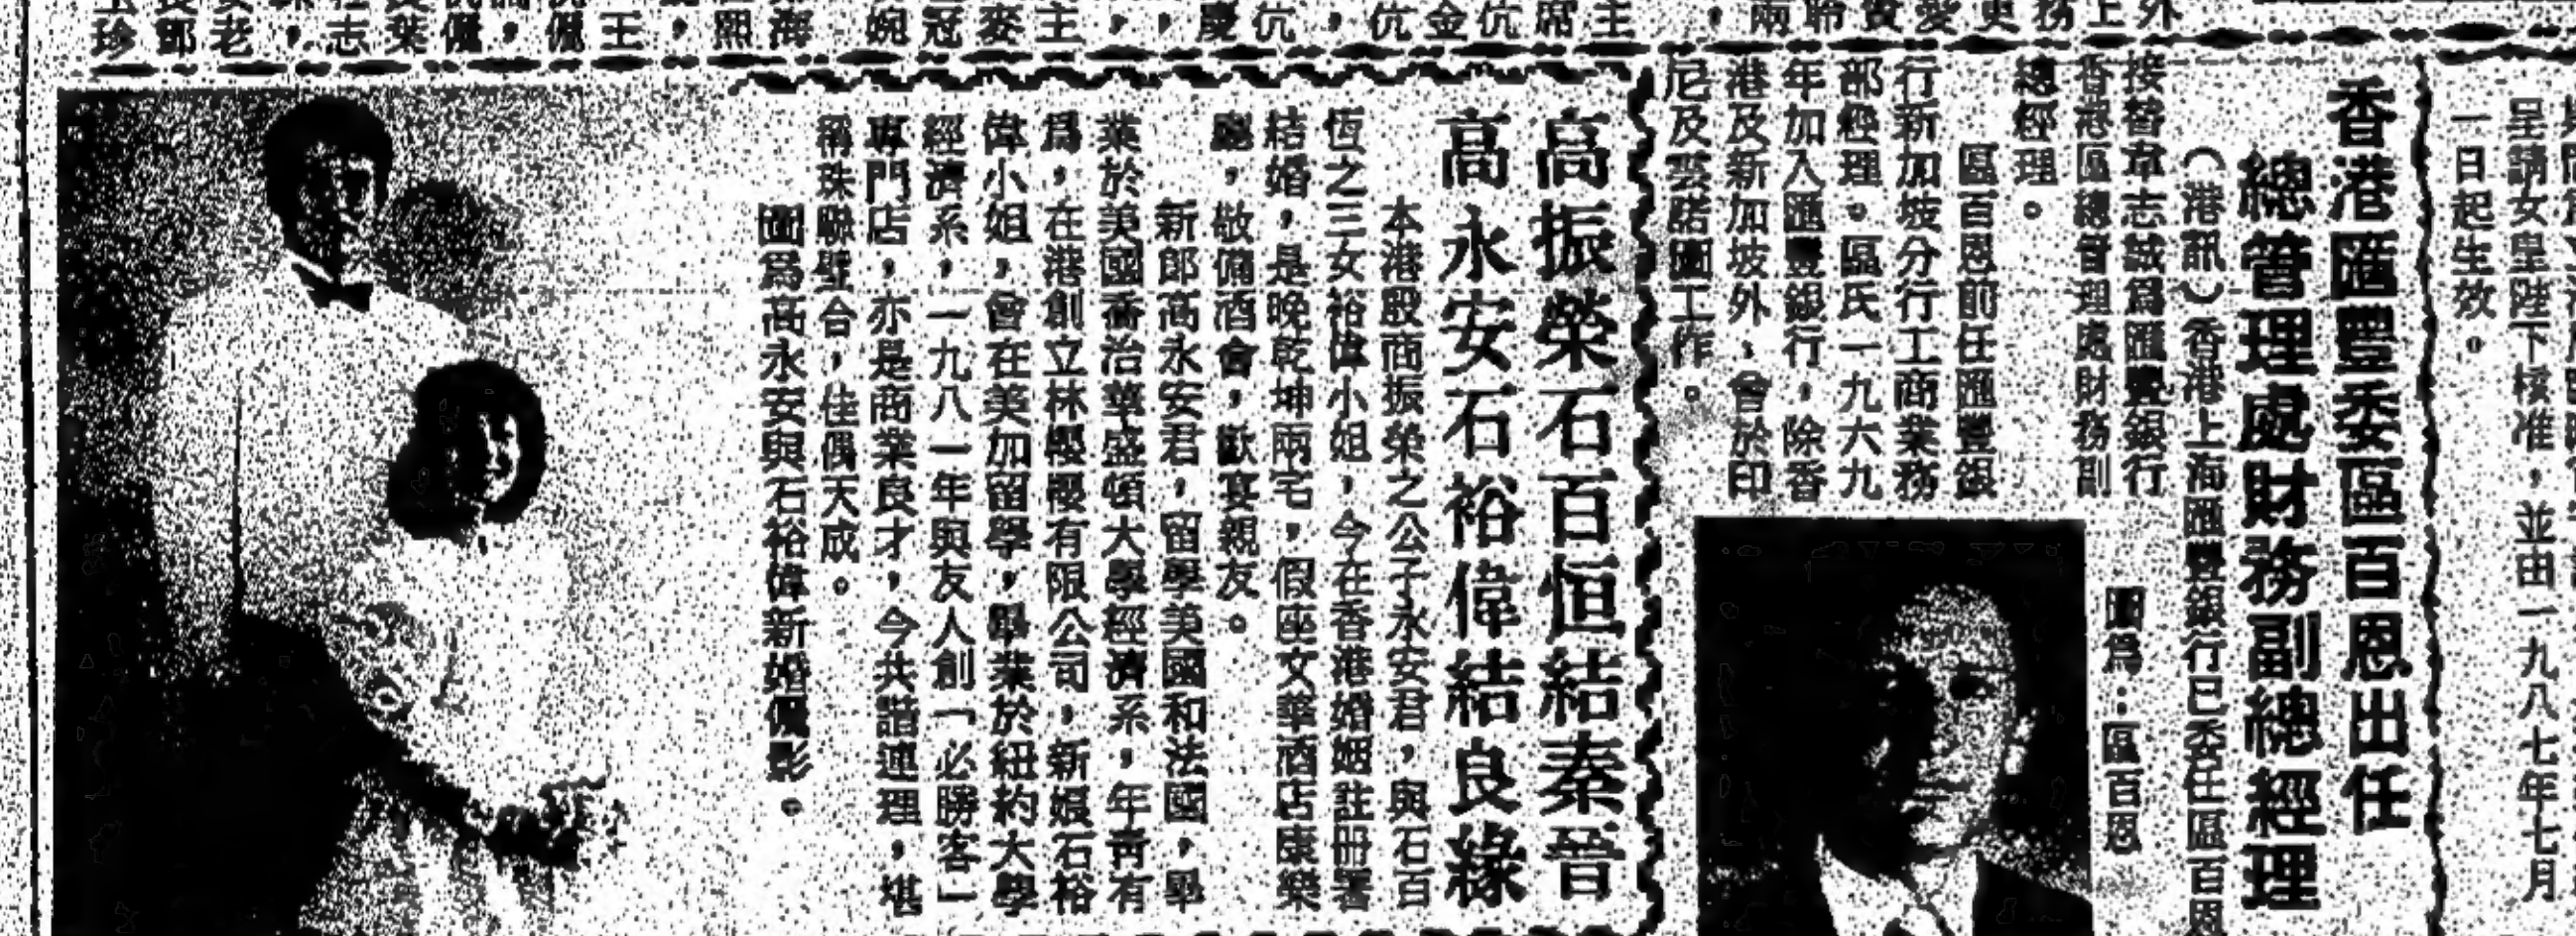 呈請女皇陛下核准，並由一九八七年七月
一日起生效。
香港匯豐委區百恩出任
總管理處財務副總經理
（港訊）香港上海匯豐銀行已委任區百恩
接替韋志誠爲匯豐銀行
香港區總管理處財務副
總經理。
區百恩前任匯豐銀
行新加坡分行工商業務
部經理。區氏一九六九
年加入匯豐銀行，除香
港及新加坡外，曾於印
尼及雲諾圖工作。
圖爲：區百恩
高振榮石百恒結秦晉
高永安石裕偉結良緣
本港殷商振榮之公子永安君，與石百
恆之三女裕偉小姐，今在香港婚姻註冊署
結婚，是晚乾坤兩宅，假座文華酒店康樂
廳，敬備酒會，歡宴親友。
新郎高永安君，留學美國和法國，畢
業於美國喬治華盛頓大學經濟系，年靑有
爲，在港創立林櫻櫻有限公司，新娘石裕
偉小姐，曾在美加留學，畢業於紐約大學
經濟系，一九八一年與友人創「必勝客」
專門店，亦是商業良才，今共諧連理，堪
稱珠聯壁合，佳偶天成。
圖爲高永安與石裕偉新婚儷影。